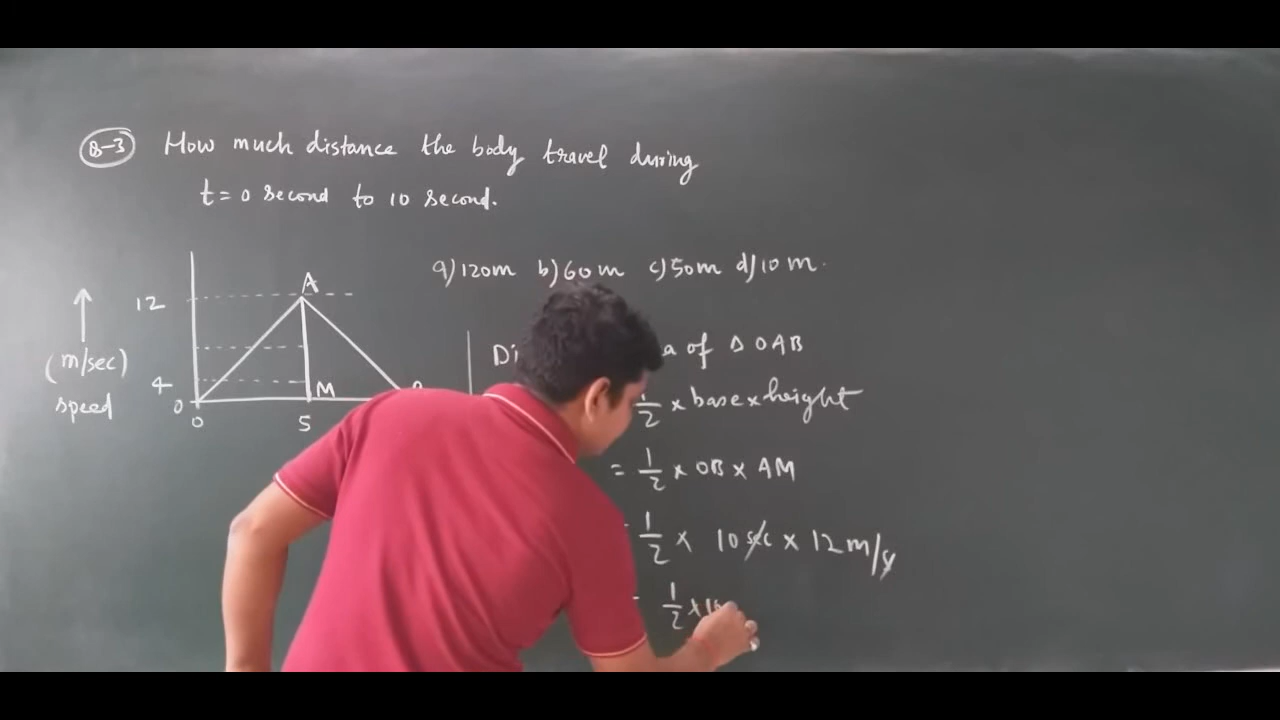 Q-3 How much distance the body travel during
t = 0 second to 10 second.
a) 120m b) 60m c) 50m d) 10m.
12
A
(m/sec)
speed
4
0
M
0
5
of Δ OAB
1/2 × base × height
= 1/2 × OB × AM
1/2 × 10 sec × 12 m/s
1/2 ×